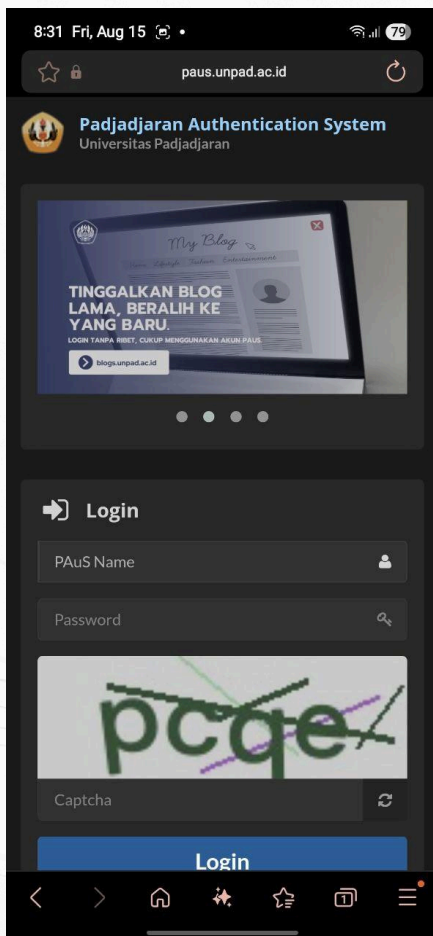 8:31 Fri, Aug 15
79
paus.unpad.ac.id
Padjadjaran Authentication System
Universitas Padjadjaran
My Blog
TINGGALKAN BLOG
LAMA, BERALIH KE
YANG BARU.
LOGIN TANPA RIBET, CUKUP MENGGUNAKAN AKUN PAUS.
blogs.unpad.ac.id
Login
PAuS Name
Password
pcqe
Captcha
Login
1